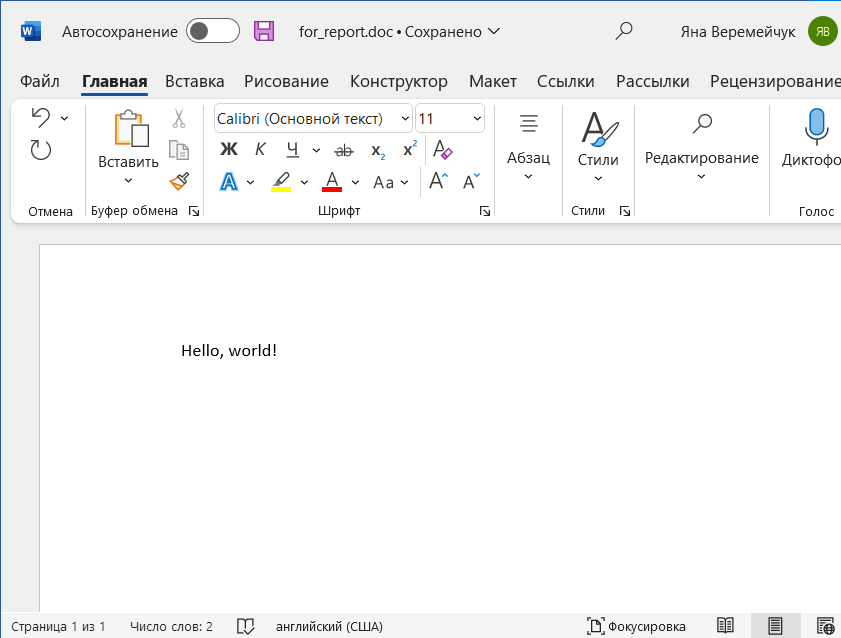 W Автосохранение for_report.doc • Сохранено Яна Веремейчук ЯВ
Файл Главная Вставка Рисование Конструктор Макет Ссылки Рассылки Рецензирование
Calibri (Основной текст) 11
Вставить Абзац Стили Редактирование Диктофо
Ж К Ч ab x₂ x²
A A Aa A A
Отмена Буфер обмена Шрифт Стили Голос
Hello, world!
Страница 1 из 1 Число слов: 2 английский (США) Фокусировка